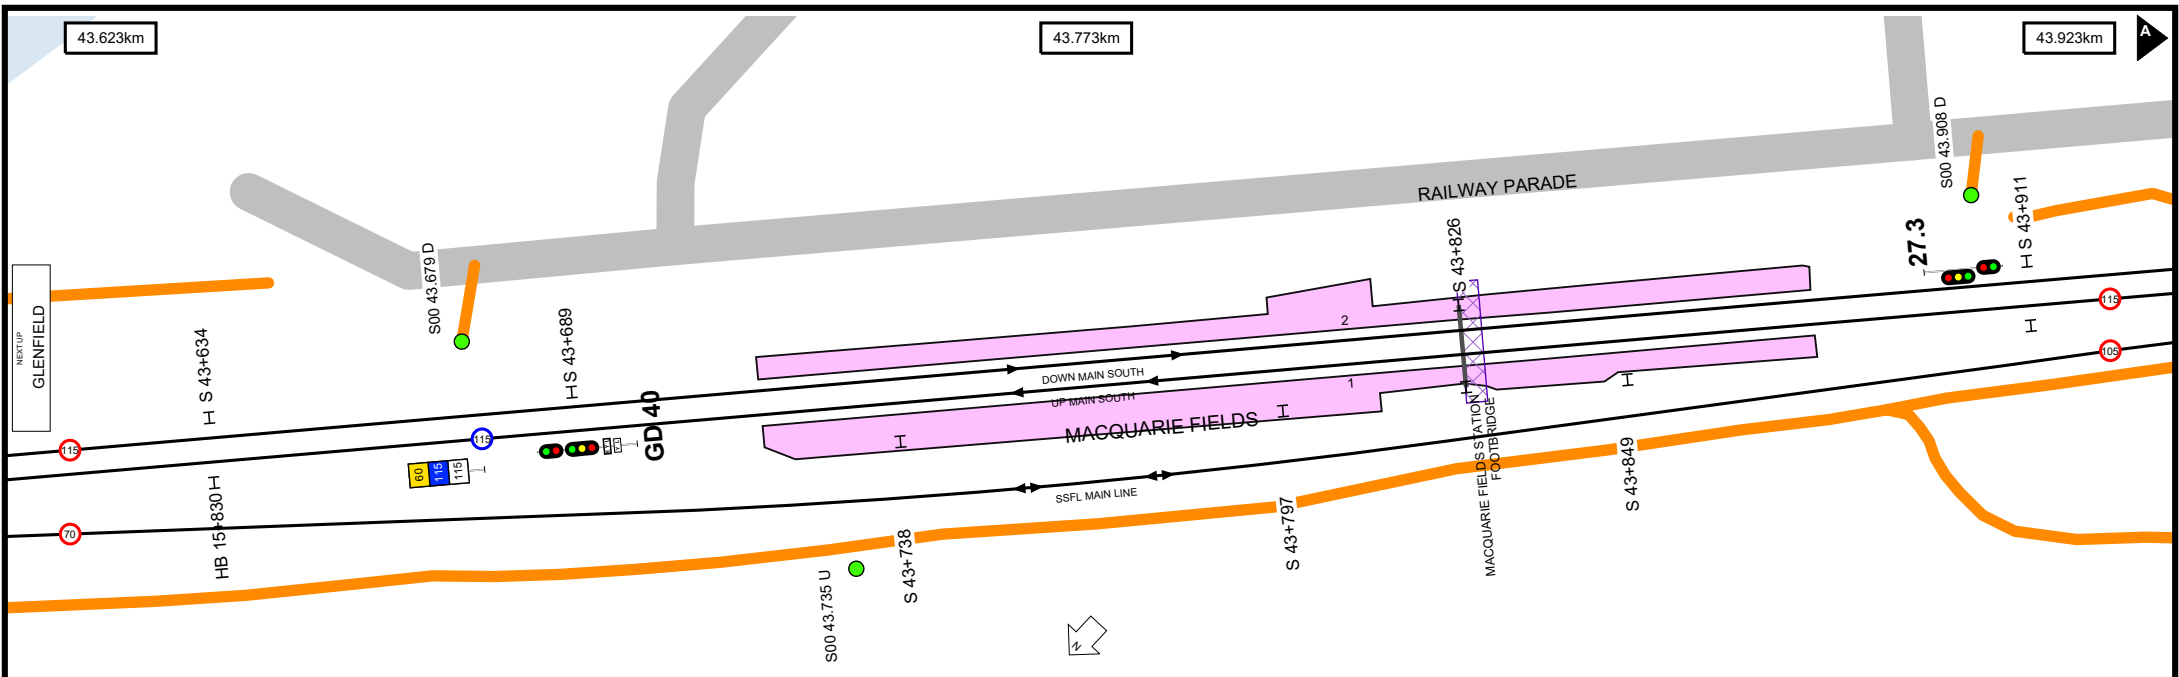 43.623km
43.773km
43.923km
A
RAILWAY PARADE
S00 43.908 D
S 43+911
27.3
S 43+826
S00 43.679 D
NEXT UP
GLENFIELD
S 43+634
S 43+689
GD 40
2
115
DOWN MAIN SOUTH
1
UP MAIN SOUTH
105
MACQUARIE FIELDS
115
115
60
115
115
MACQUARIE FIELDS STATION
FOOTBRIDGE
S 43+849
SSFL MAIN LINE
70
HB 15+830
S 43+797
S 43+738
S00 43.735 U
N